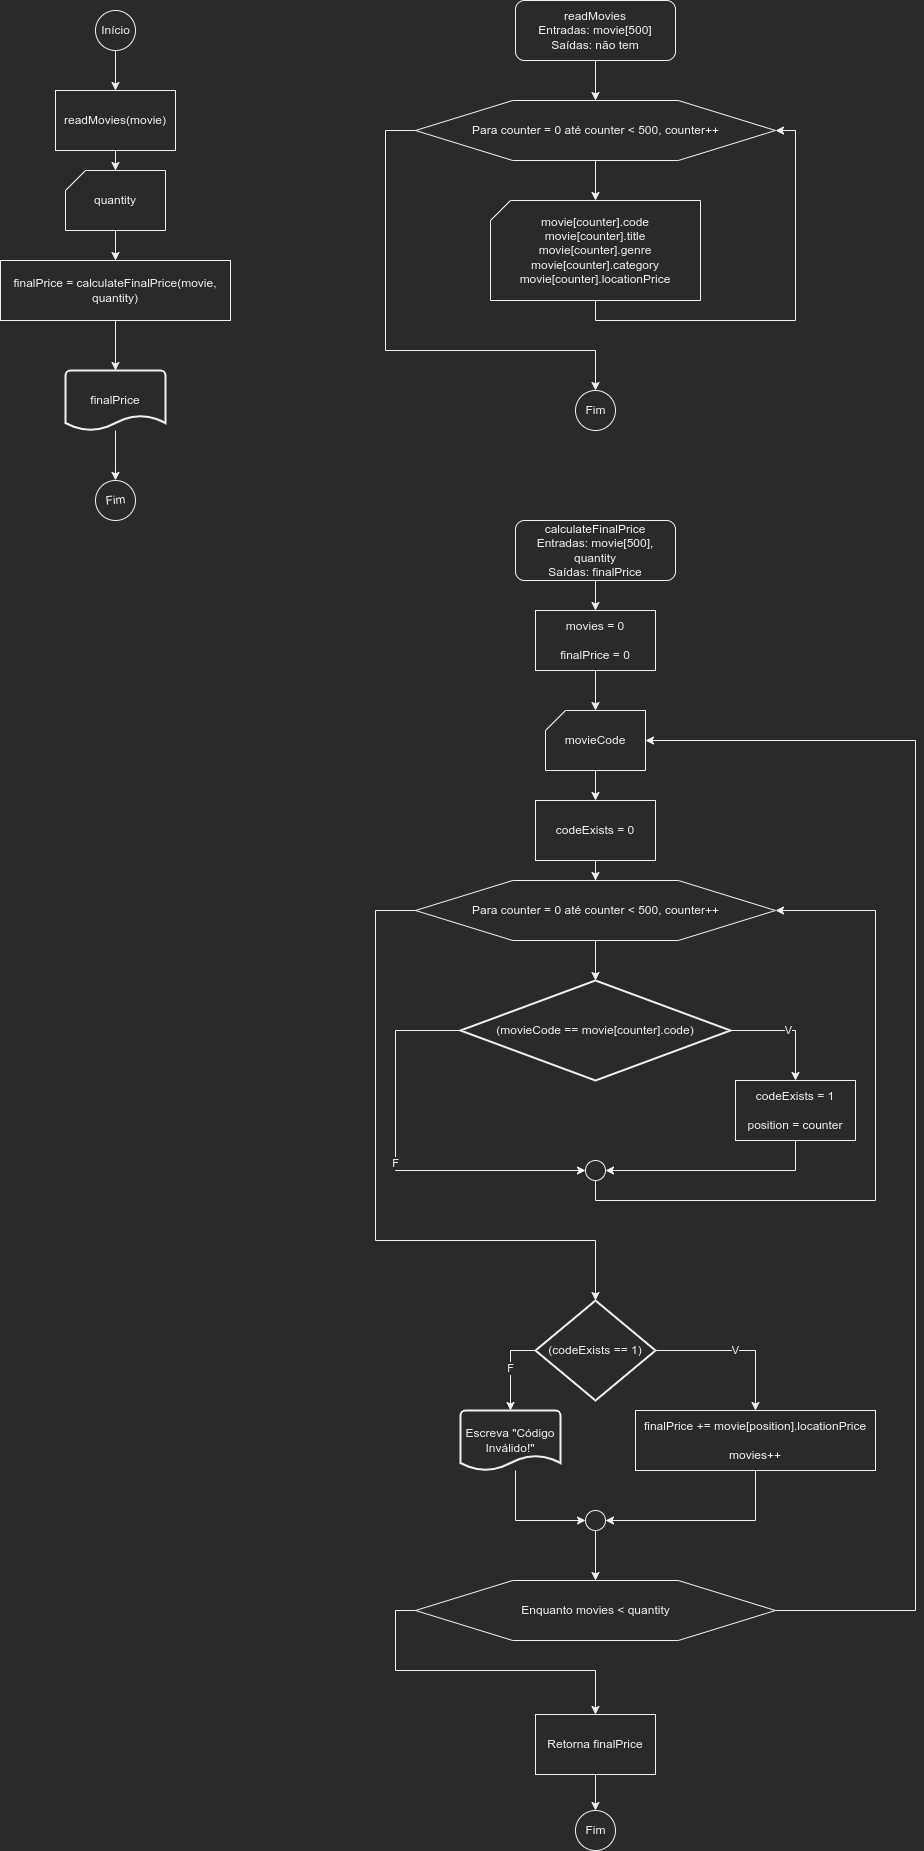 Início
readMovies(movie)
quantity
finalPrice = calculateFinalPrice(movie,
quantity)
finalPrice
Fim
readMovies
Entradas: movie[500]
Saídas: não tem
Para counter = 0 até counter < 500, counter++
movie[counter].code
movie[counter].title
movie[counter].genre
movie[counter].category
movie[counter].locationPrice
Fim
calculateFinalPrice
Entradas: movie[500],
quantity
Saídas: finalPrice
movies = 0
finalPrice = 0
movieCode
codeExists = 0
Para counter = 0 até counter < 500, counter++
(movieCode == movie[counter].code)
V
codeExists = 1
position = counter
F
(codeExists == 1)
V
F
finalPrice += movie[position].locationPrice
movies++
Escreva "Código
Inválido!"
Enquanto movies < quantity
Retorna finalPrice
Fim